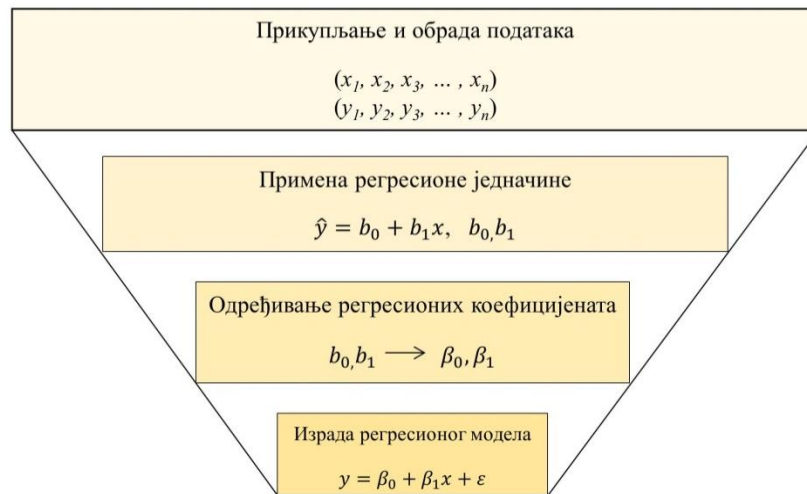 Прикупљање и обрада података
(x₁, x₂, x₃, ... , xₙ)
(y₁, y₂, y₃, ... , yₙ)
Примена регресионе једначине
ŷ = b₀ + b₁x, b₀,b₁
Одређивање регресионих коефицијената
b₀,b₁ ⟶ β₀, β₁
Израда регресионог модела
y = β₀ + β₁x + ε